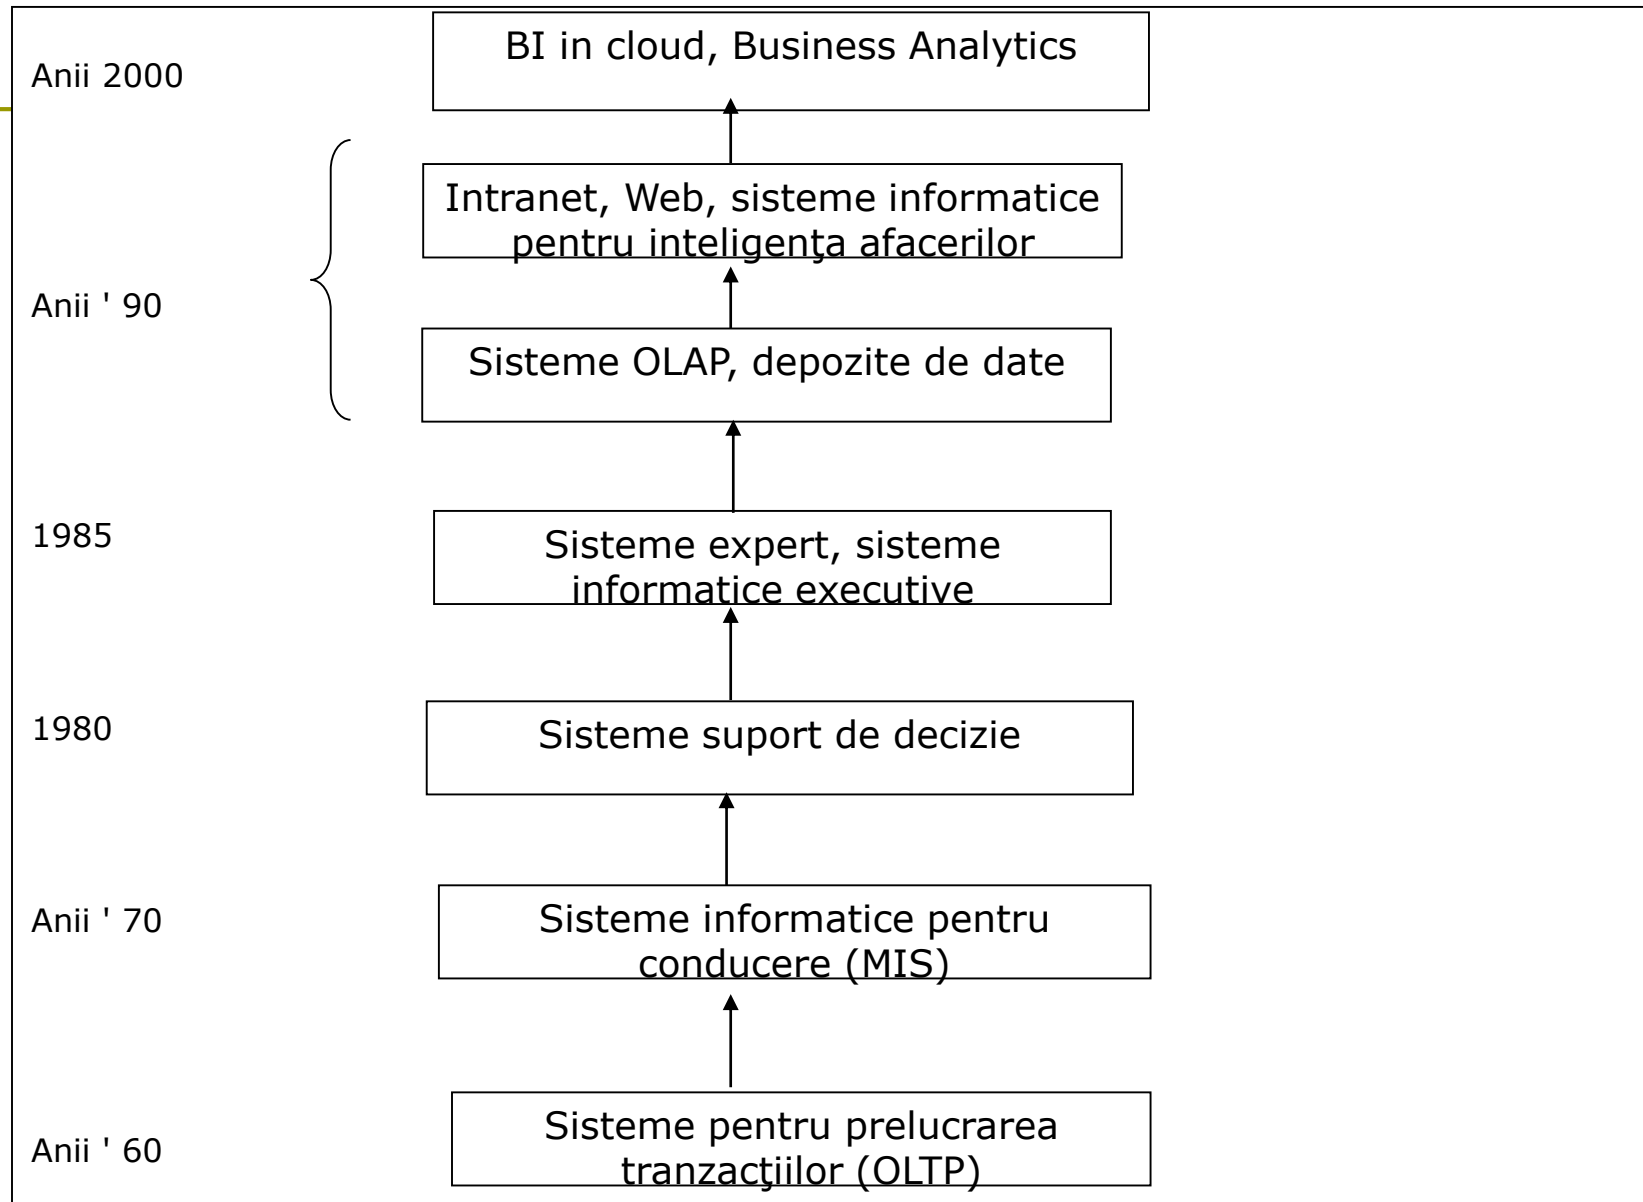 Anii 2000
BI in cloud, Business Analytics
Intranet, Web, sisteme informatice
pentru inteligenţa afacerilor
Anii ' 90
Sisteme OLAP, depozite de date
1985
Sisteme expert, sisteme
informatice executive
1980
Sisteme suport de decizie
Anii ' 70
Sisteme informatice pentru
conducere (MIS)
Anii ' 60
Sisteme pentru prelucrarea
tranzacţiilor (OLTP)